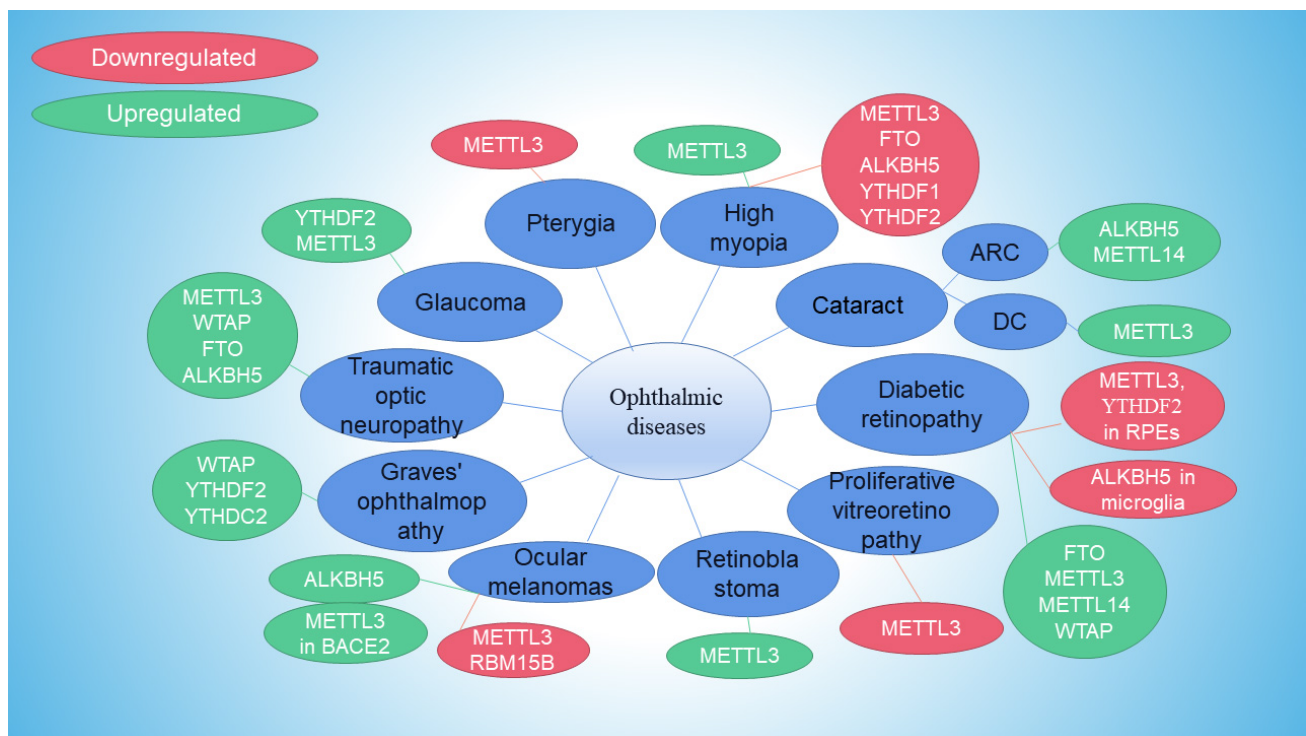 Downregulated
Upregulated
METTL3
METTL3
METTL3
FTO
ALKBH5
YTHDF1
YTHDF2
Pterygia
High
myopia
YTHDF2
METTL3
Glaucoma
ARC
ALKBH5
METTL14
Cataract
DC
METTL3
METTL3
WTAP
FTO
ALKBH5
Traumatic
optic
neuropathy
Ophthalmic
diseases
Diabetic
retinopathy
METTL3,
YTHDF2
in RPEs
ALKBH5 in
microglia
WTAP
YTHDF2
YTHDC2
Graves'
ophthalmop
athy
Proliferative
vitreoretino
pathy
Ocular
melanomas
Retinobla
stoma
FTO
METTL3
METTL14
WTAP
ALKBH5
METTL3
in BACE2
METTL3
RBM15B
METTL3
METTL3